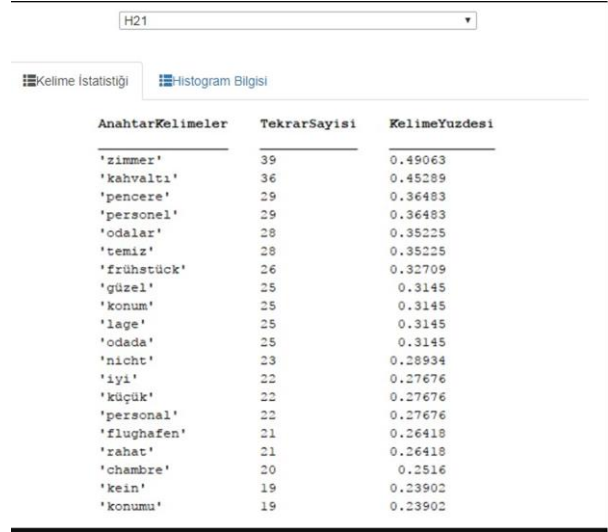 H21
Kelime İstatistiği Histogram Bilgisi
AnahtarKelimeler TekrarSayisi KelimeYuzdesi
'zimmer' 39 0.49063
'kahvaltı' 36 0.45289
'pencere' 29 0.36483
'personel' 29 0.36483
'odalar' 28 0.35225
'temiz' 28 0.35225
'frühstück' 26 0.32709
'güzel' 25 0.3145
'konum' 25 0.3145
'lage' 25 0.3145
'odada' 25 0.3145
'nicht' 23 0.28934
'iyi' 22 0.27676
'küçük' 22 0.27676
'personal' 22 0.27676
'flughafen' 21 0.26418
'rahat' 21 0.26418
'chambre' 20 0.2516
'kein' 19 0.23902
'konumu' 19 0.23902